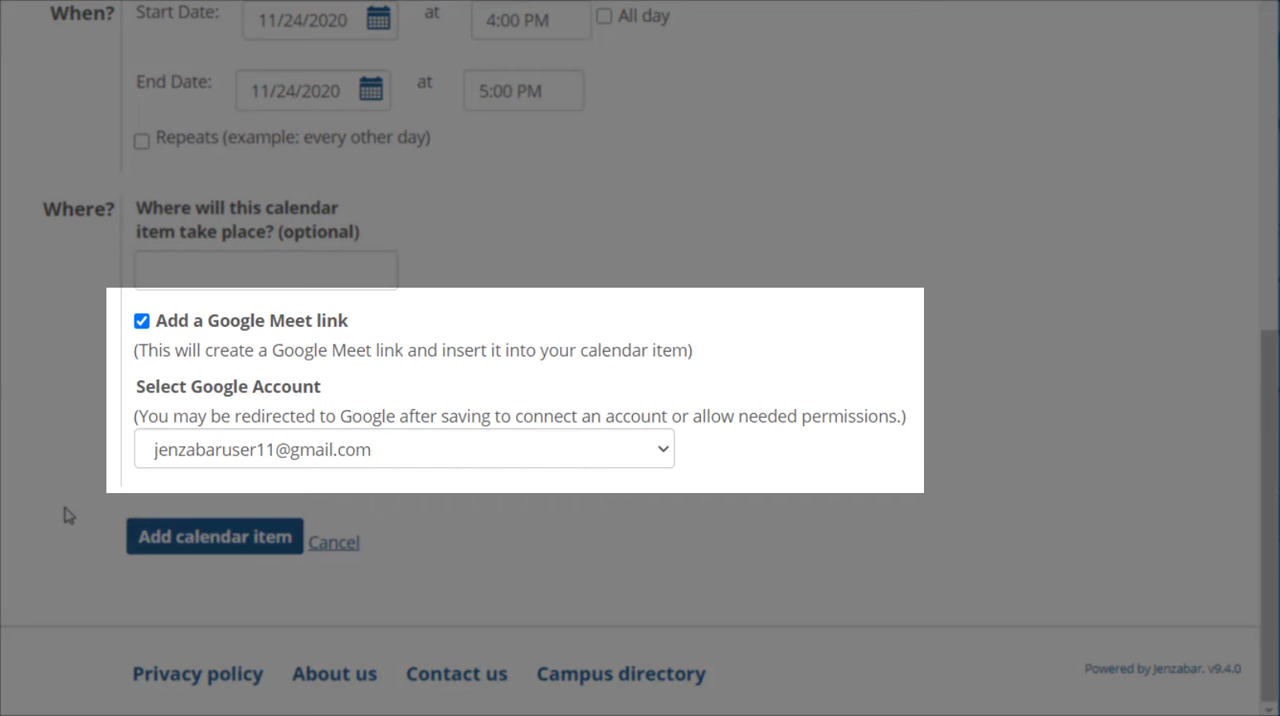 When? Start Date: 11/24/2020 at 4:00 PM All day
End Date: 11/24/2020 at 5:00 PM
Repeats (example: every other day)
Where? Where will this calendar
item take place? (optional)
Add a Google Meet link
(This will create a Google Meet link and insert it into your calendar item)
Select Google Account
(You may be redirected to Google after saving to connect an account or allow needed permissions.)
jenzabaruser11@gmail.com
Add calendar item Cancel
Privacy policy About us Contact us Campus directory Powered by Jenzabar. v9.4.0